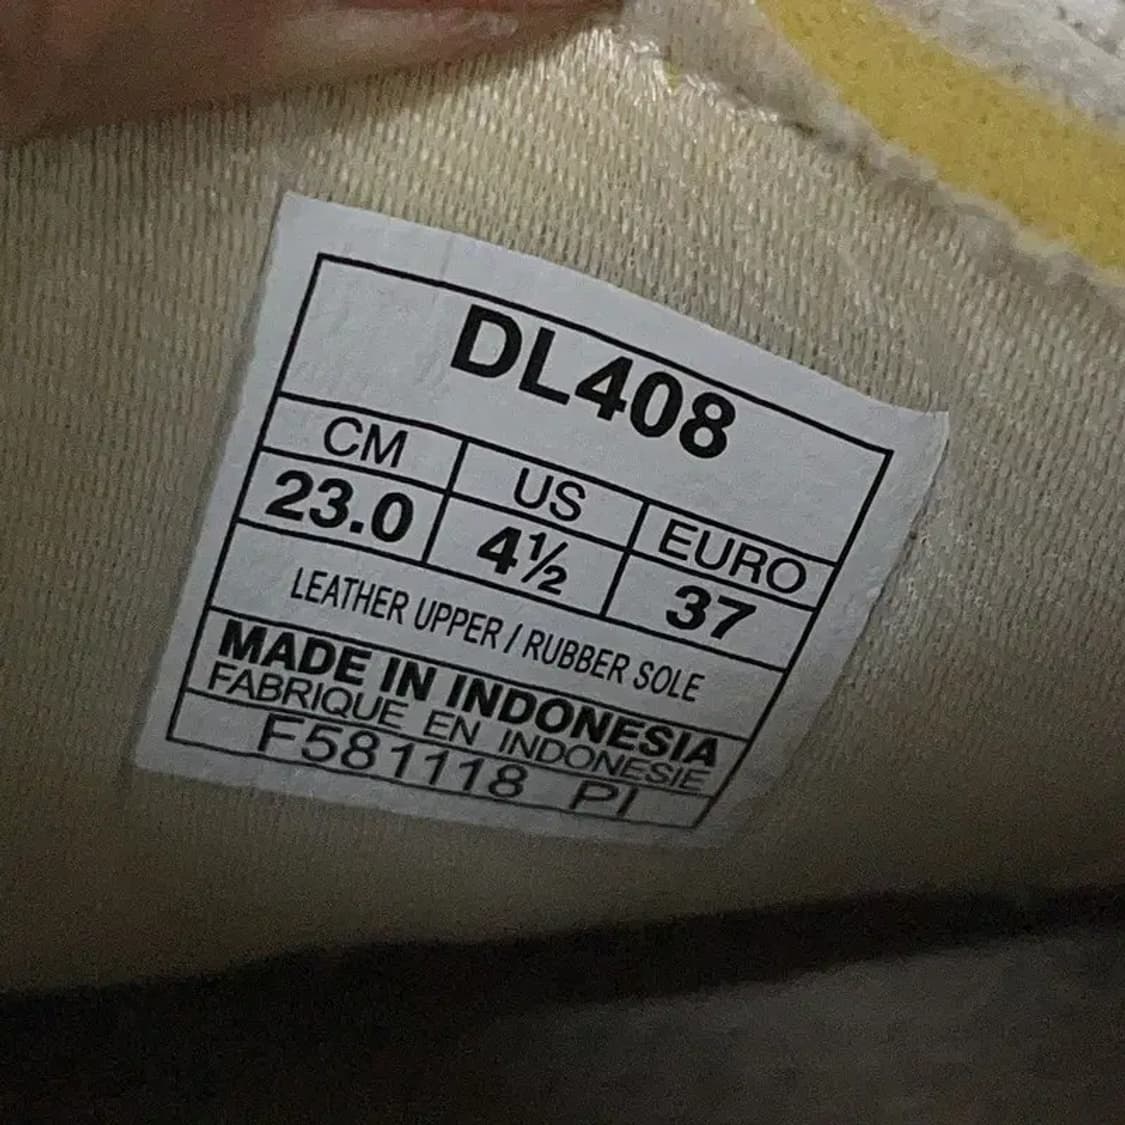 DL408
CM US EURO
23.0 4½ 37
LEATHER UPPER / RUBBER SOLE
MADE IN INDONESIA
FABRIQUE EN INDONESIE
F581118 PI